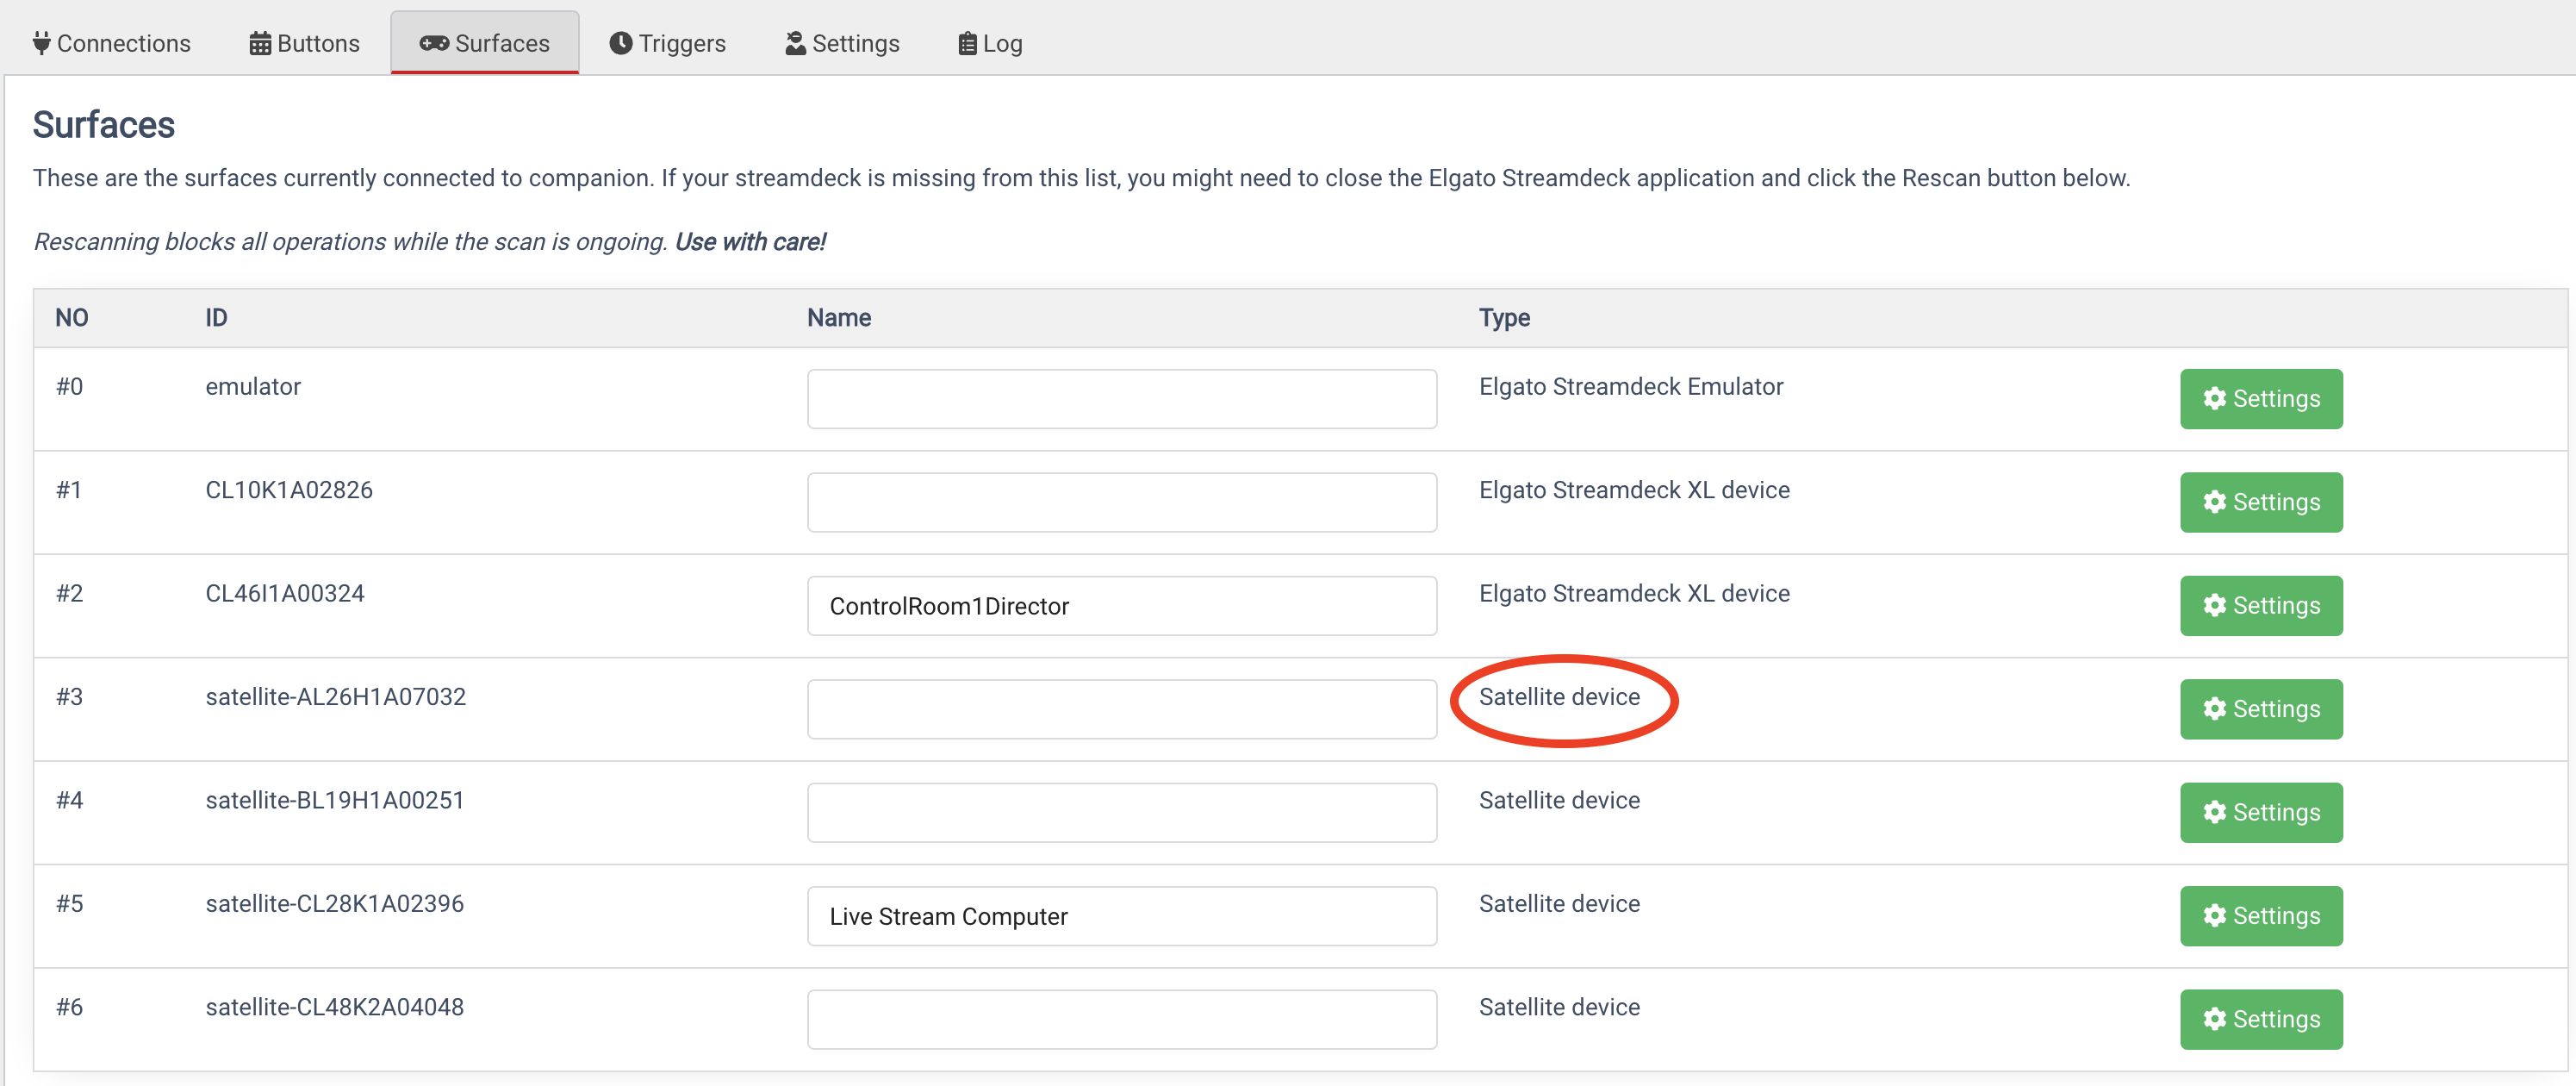 Connections Buttons Surfaces Triggers Settings Log
Surfaces
These are the surfaces currently connected to companion. If your streamdeck is missing from this list, you might need to close the Elgato Streamdeck application and click the Rescan button below.
Rescanning blocks all operations while the scan is ongoing. Use with care!
NO ID Name Type
#0 emulator Elgato Streamdeck Emulator Settings
#1 CL10K1A02826 Elgato Streamdeck XL device Settings
#2 CL46I1A00324 ControlRoom1Director Elgato Streamdeck XL device Settings
#3 satellite-AL26H1A07032 Satellite device Settings
#4 satellite-BL19H1A00251 Satellite device Settings
#5 satellite-CL28K1A02396 Live Stream Computer Satellite device Settings
#6 satellite-CL48K2A04048 Satellite device Settings